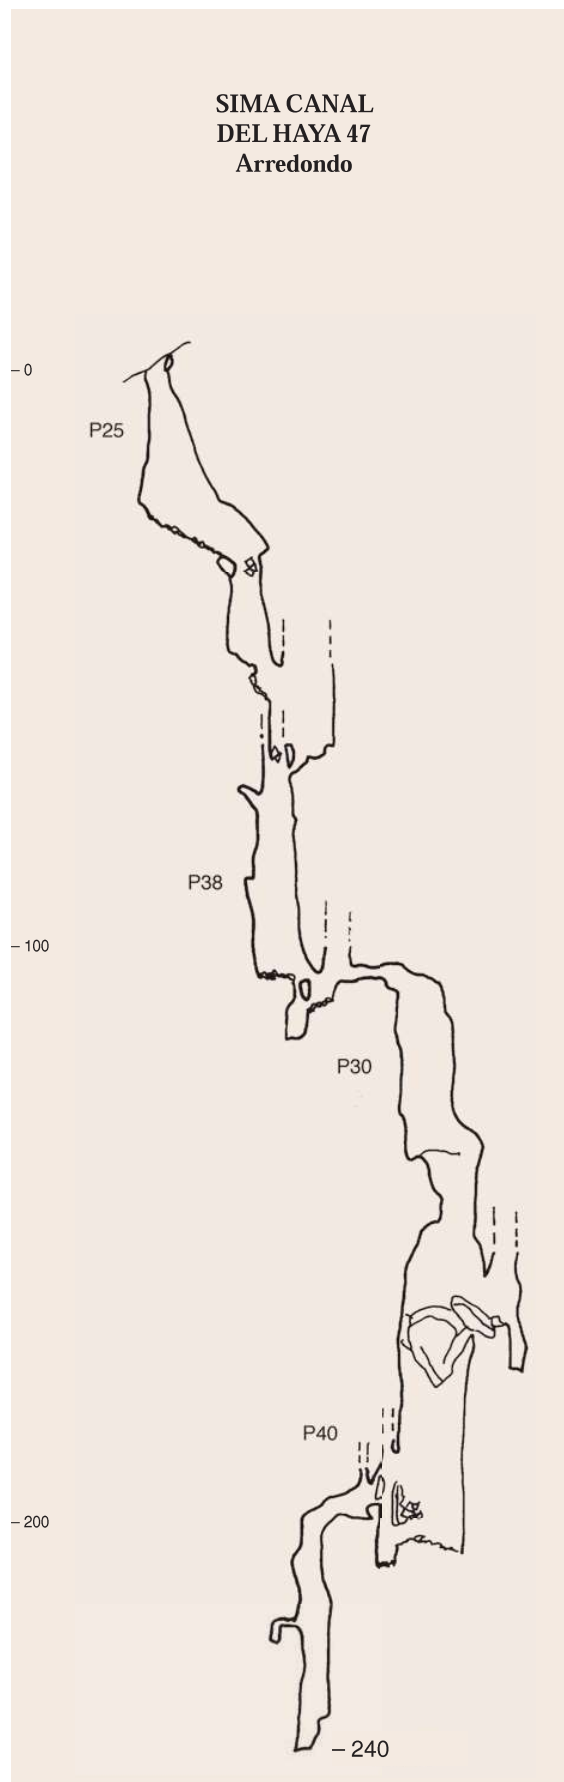 SIMA CANAL
DEL HAYA 47
Arredondo
– 0
P25
P38
– 100
P30
P40
– 200
– 240